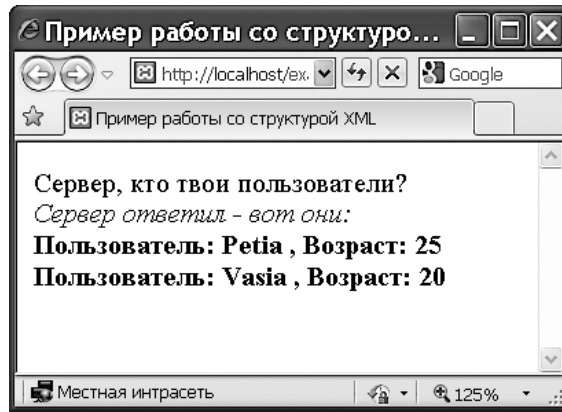 Пример работы со структуро...
http://localhost/ex.
Google
Пример работы со структурой XML
Сервер, кто твои пользователи?
Сервер ответил - вот они:
Пользователь: Petia , Возраст: 25
Пользователь: Vasia , Возраст: 20
Местная интрасеть
125%